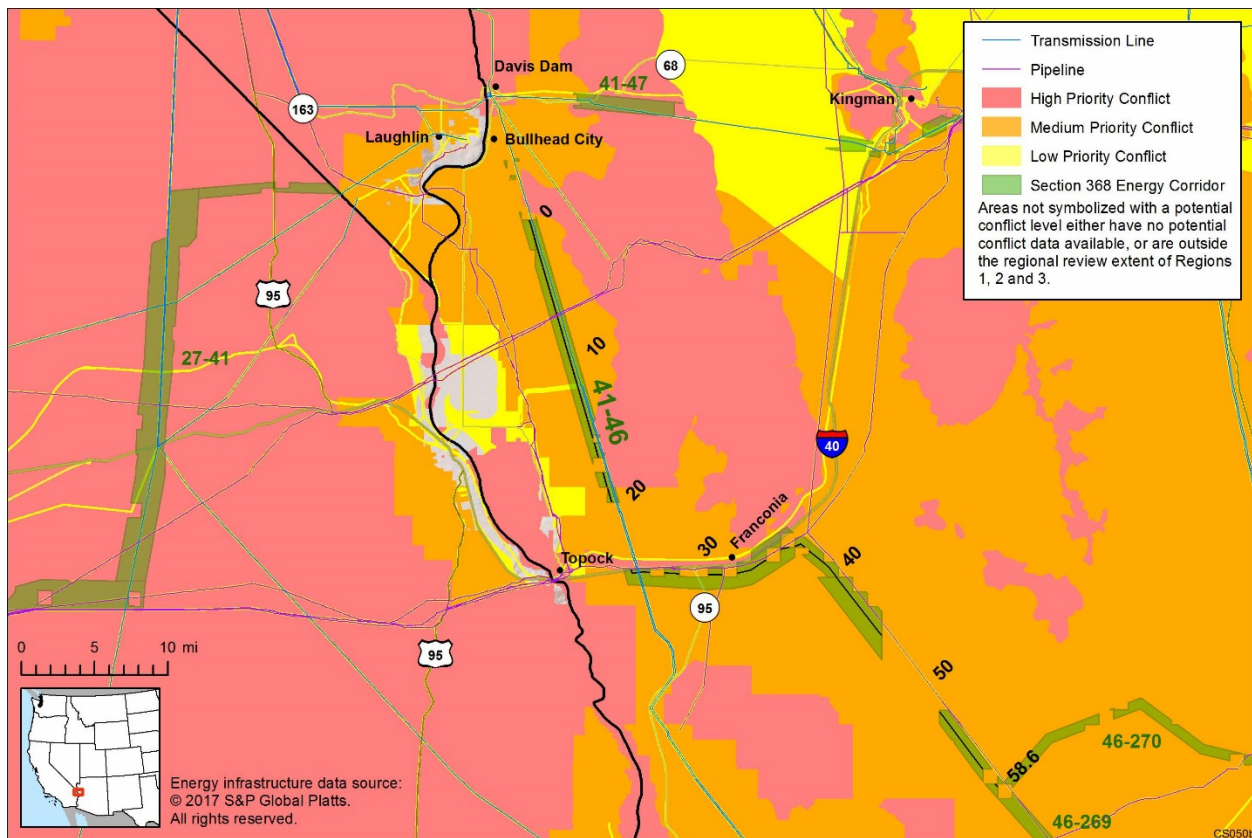 Transmission Line
Pipeline
High Priority Conflict
Medium Priority Conflict
Low Priority Conflict
Section 368 Energy Corridor
Areas not symbolized with a potential
conflict level either have no potential
conflict data available, or are outside
the regional review extent of Regions
1, 2 and 3.
Davis Dam
41-47
68
Kingman
163
Laughlin
Bullhead City
0
95
27-41
10
41-46
40
20
Franconia
30
Topock
40
95
95
50
58.6
46-270
46-269
0 5 10 mi
Energy infrastructure data source:
© 2017 S&P Global Platts.
All rights reserved.